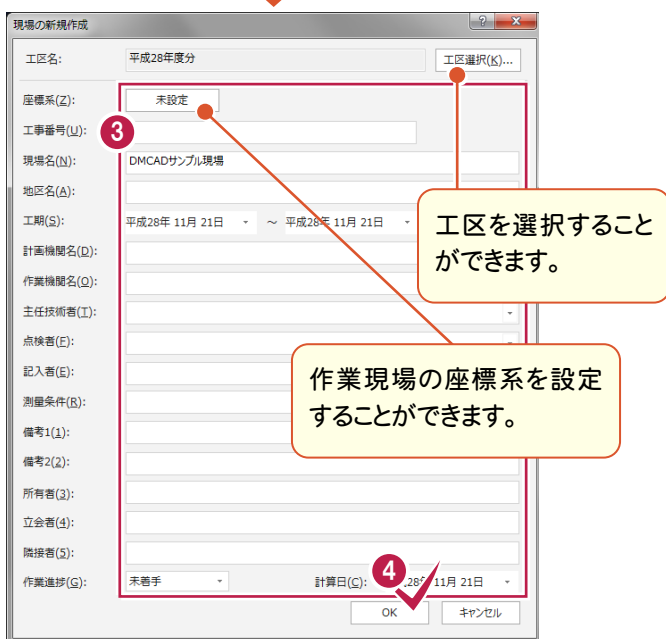 現場の新規作成
工区名: 平成28年度分 工区選択(K)...
座標系(Z): 未設定
3
工事番号(U):
現場名(N): DMCADサンプル現場
地区名(A):
工期(S): 平成28年 11月 21日 ～ 平成28年 11月 21日
工区を選択すること
ができます。
計画機関名(D):
作業機関名(O):
主任技術者(T):
点検者(F):
記入者(E):
作業現場の座標系を設定
することができます。
測量条件(R):
備考1(1):
備考2(2):
所有者(3):
立会者(4):
隣接者(5):
4
作業進捗(G): 未着手 計算日(C): 28年 11月 21日
OK キャンセル